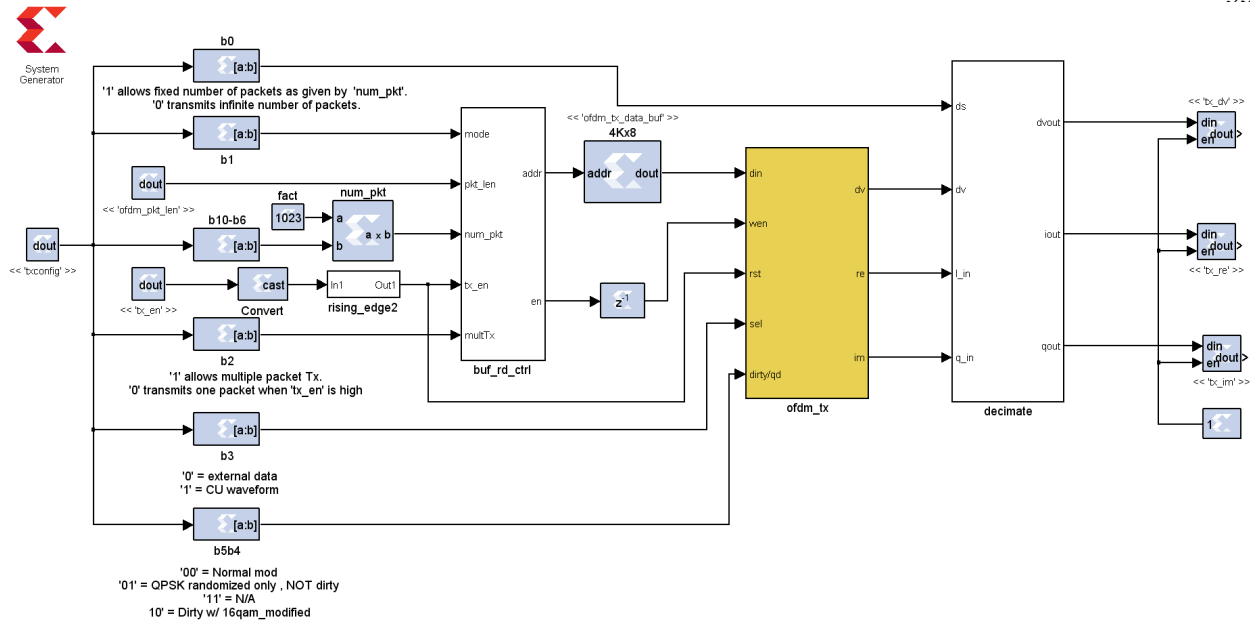 System
Generator
b0
[a:b]
'1' allows fixed number of packets as given by 'num_pkt'.
'0' transmits infinite number of packets.
[a:b]
b1
dout
<< 'ofdm_pkt_len' >>
fact
1023
num_pkt
a
b
a x b
b10-b6
[a:b]
dout
<< 'txconfig' >>
dout
<< 'tx_en' >>
cast
Convert
In1
Out1
rising_edge2
[a:b]
b2
'1' allows multiple packet Tx.
'0' transmits one packet when 'tx_en' is high
[a:b]
b3
'0' = external data
'1' = CU waveform
[a:b]
b5b4
'00' = Normal mod
'01' = QPSK randomized only , NOT dirty
'11' = N/A
10' = Dirty w/ 16qam_modified
mode
pkt_len
num_pkt
tx_en
multTx
addr
en
buf_rd_ctrl
<< 'ofdm_tx_data_buf' >>
4Kx8
addr
dout
z-1
din
wen
rst
sel
dirty/qd
dv
re
im
ofdm_tx
ds
dv
I_in
q_in
dvout
iout
qout
decimate
<< 'tx_dv' >>
din
en
dout
din
en
dout
<< 'tx_re' >>
din
en
dout
<< 'tx_im' >>
1